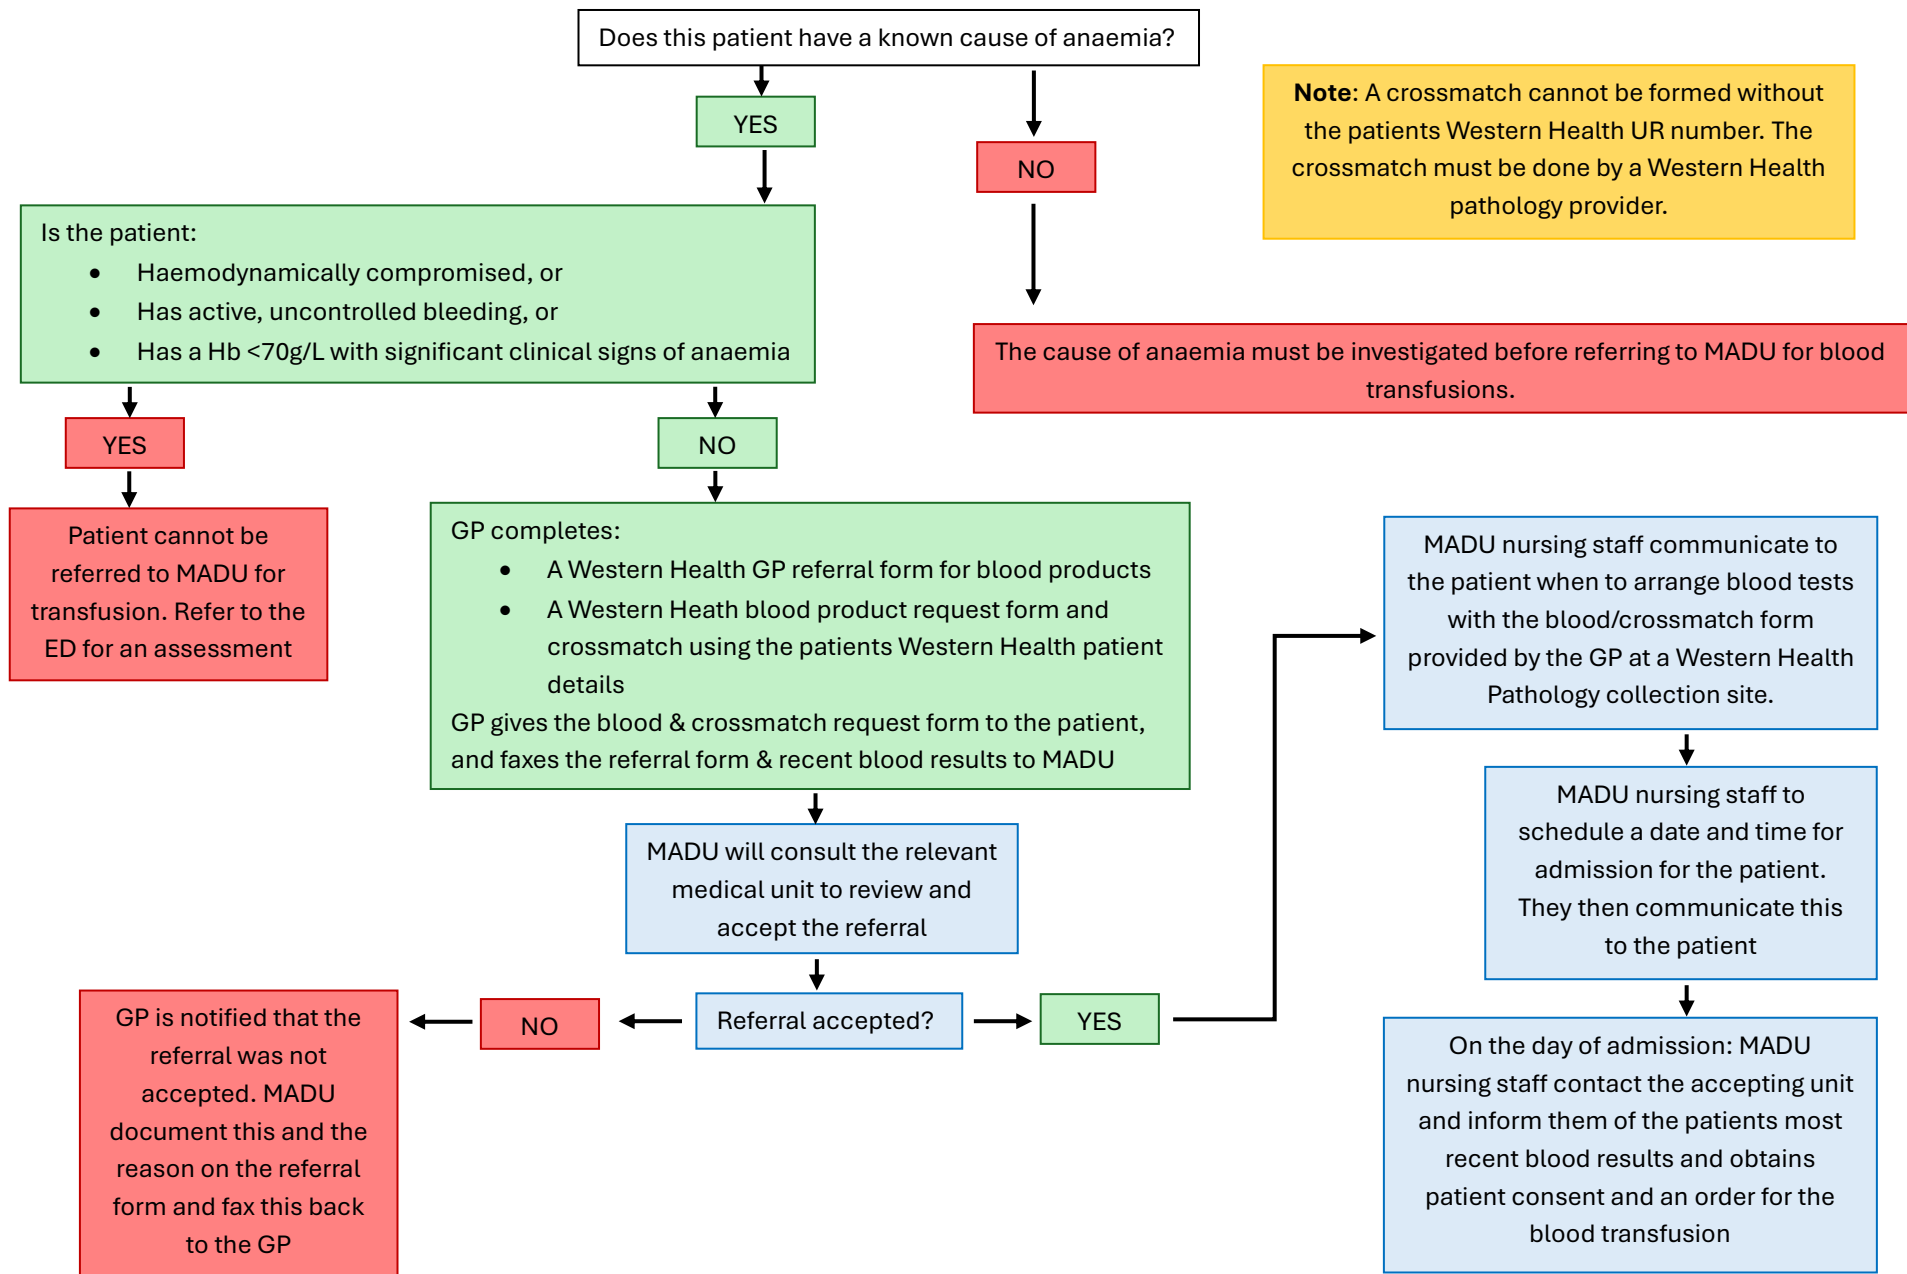 Does this patient have a known cause of anaemia?
YES
NO
Note: A crossmatch cannot be formed without
the patients Western Health UR number. The
crossmatch must be done by a Western Health
pathology provider.
Is the patient:
• Haemodynamically compromised, or
• Has active, uncontrolled bleeding, or
• Has a Hb <70g/L with significant clinical signs of anaemia
The cause of anaemia must be investigated before referring to MADU for blood
transfusions.
YES
NO
Patient cannot be
referred to MADU for
transfusion. Refer to the
ED for an assessment
GP completes:
• A Western Health GP referral form for blood products
• A Western Heath blood product request form and
crossmatch using the patients Western Health patient
details
GP gives the blood & crossmatch request form to the patient,
and faxes the referral form & recent blood results to MADU
MADU will consult the relevant
medical unit to review and
accept the referral
Referral accepted?
NO
YES
GP is notified that the
referral was not
accepted. MADU
document this and the
reason on the referral
form and fax this back
to the GP
MADU nursing staff communicate to
the patient when to arrange blood tests
with the blood/crossmatch form
provided by the GP at a Western Health
Pathology collection site.
MADU nursing staff to
schedule a date and time for
admission for the patient.
They then communicate this
to the patient
On the day of admission: MADU
nursing staff contact the accepting unit
and inform them of the patients most
recent blood results and obtains
patient consent and an order for the
blood transfusion